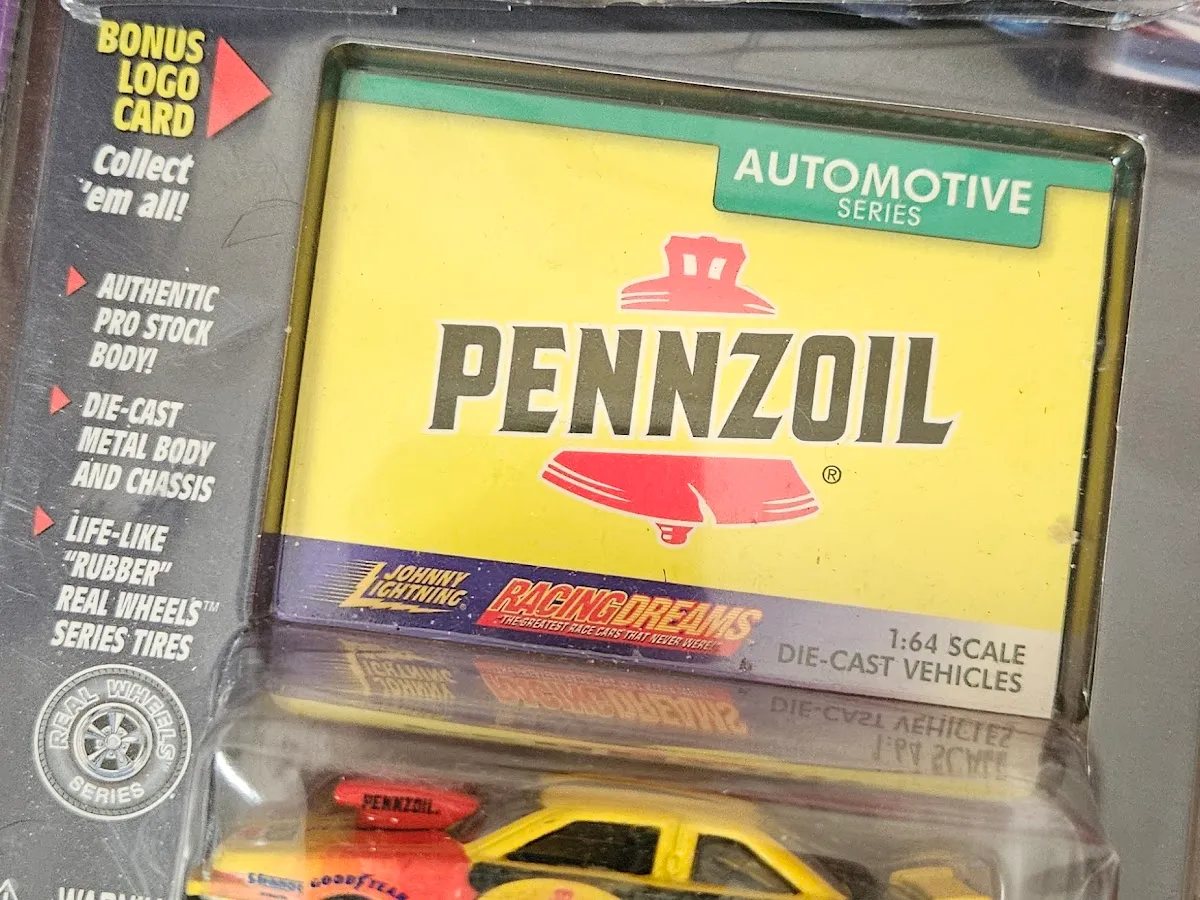 BONUS
LOGO
CARD
Collect
'em all!
AUTHENTIC
PRO STOCK
BODY!
DIE-CAST
METAL BODY
AND CHASSIS
LIFE-LIKE
"RUBBER"
REAL WHEELS™
SERIES TIRES
REAL WHEELS
SERIES
AUTOMOTIVE
SERIES
PENNZOIL®
JOHNNY
LIGHTNING®
RACING DREAMS
THE GREATEST RACE CARS THAT NEVER WERE!
1:64 SCALE
DIE-CAST VEHICLES
PENNZOIL
GOODYEAR